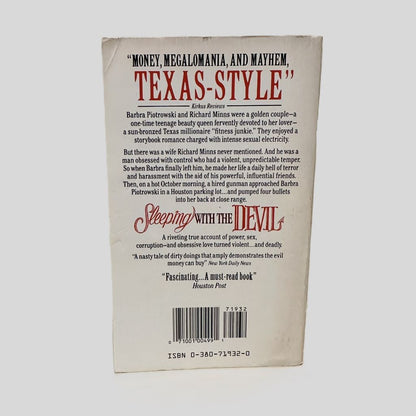 "MONEY, MEGALOMANIA, AND MAYHEM,
TEXAS-STYLE"
Kirkus Reviews
Barbra Piotrowski and Richard Minns were a golden couple—a
one-time teenage beauty queen fervently devoted to her lover—
a sun-bronzed Texas millionaire "fitness junkie." They enjoyed a
storybook romance charged with intense sexual electricity.
But there was a wife Richard Minns never mentioned. And he was a
man obsessed with control who had a violent, unpredictable temper.
So when Barbra finally left him, he made her life a daily hell of terror
and harassment with the aid of his powerful, influential friends.
Then, on a hot October morning, a hired gunman approached Barbra
Piotrowski in a Houston parking lot...and pumped four bullets
into her back at close range.
Sleeping WITH THE DEVIL
A riveting true account of power, sex,
corruption—and obsessive love turned violent...and deadly.
"A nasty tale of dirty doings that amply demonstrates the evil
money can buy" New York Daily News
"Fascinating...A must-read book"
Houston Post
71932
0 71001 00499 1
ISBN 0-380-71932-0